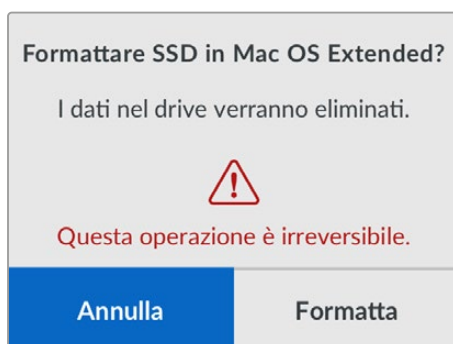 Formattare SSD in Mac OS Extended?
I dati nel drive verranno eliminati.
Questa operazione è irreversibile.
Annulla
Formatta